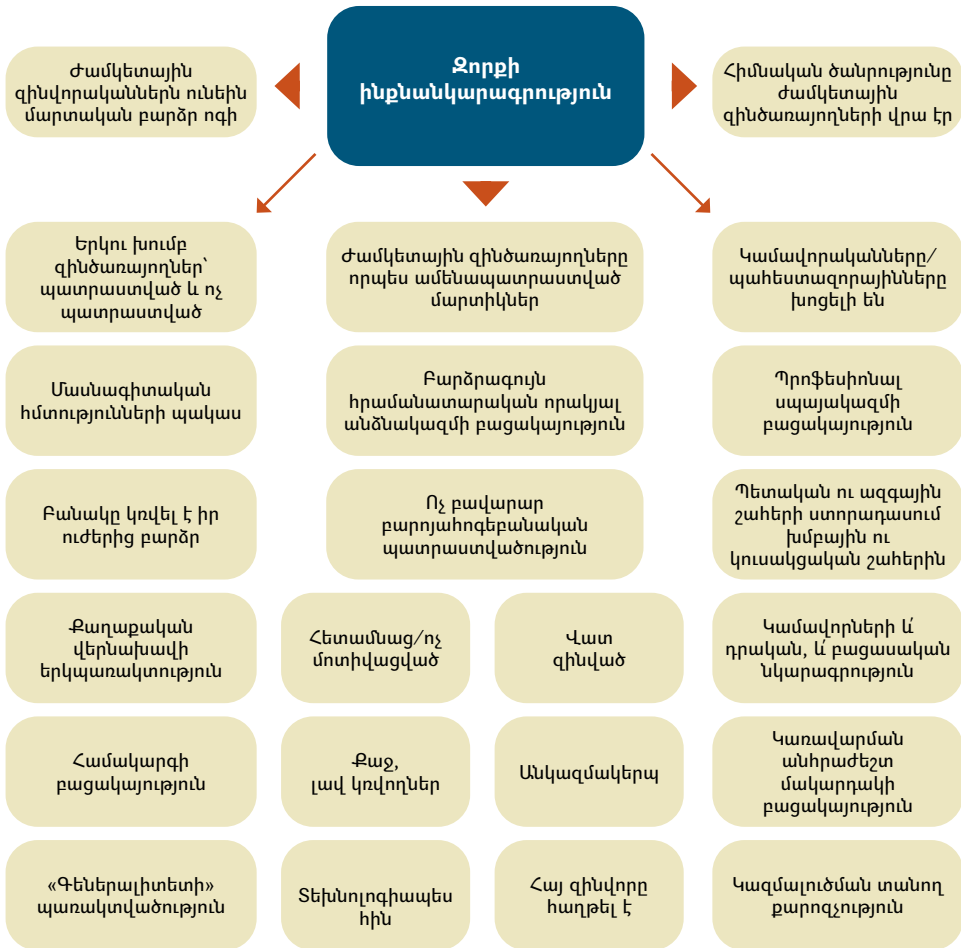 Ժամկետային
զինվորականներն ունեին
մարտական բարձր ոգի
Զորքի
ինքնանկարագրություն
Հիմնական ծանրությունը
ժամկետային
զինծառայողների վրա էր
Երկու խումբ
զինծառայողներ՝
պատրաստված և ոչ
պատրաստված
Ժամկետային զինծառայողները
որպես ամենապատրաստված
մարտիկներ
Կամավորականները/
պահեստազորայինները
խոցելի են
Մասնագիտական
հմտությունների պակաս
Բարձրագույն
հրամանատարական որակյալ
անձնակազմի բացակայություն
Պրոֆեսիոնալ
սպայակազմի
բացակայություն
Բանակը կռվել է իր
ուժերից բարձր
Ոչ բավարար
բարոյահոգեբանական
պատրաստվածություն
Պետական ու ազգային
շահերի ստորադասում
խմբային ու
կուսակցական շահերին
Քաղաքական
վերնախավի
երկպառակտություն
Հետամնաց/ոչ
մոտիվացված
Վատ
զինված
Կամավորների և՛
դրական, և՛ բացասական
նկարագրություն
Համակարգի
բացակայություն
Քաջ,
լավ կռվողներ
Անկազմակերպ
Կառավարման
անհրաժեշտ
մակարդակի
բացակայություն
«Գեներալիտետի»
պառակտվածություն
Տեխնոլոգիապես
հին
Հայ զինվորը
հաղթել է
Կազմալուծման տանող
քարոզչություն